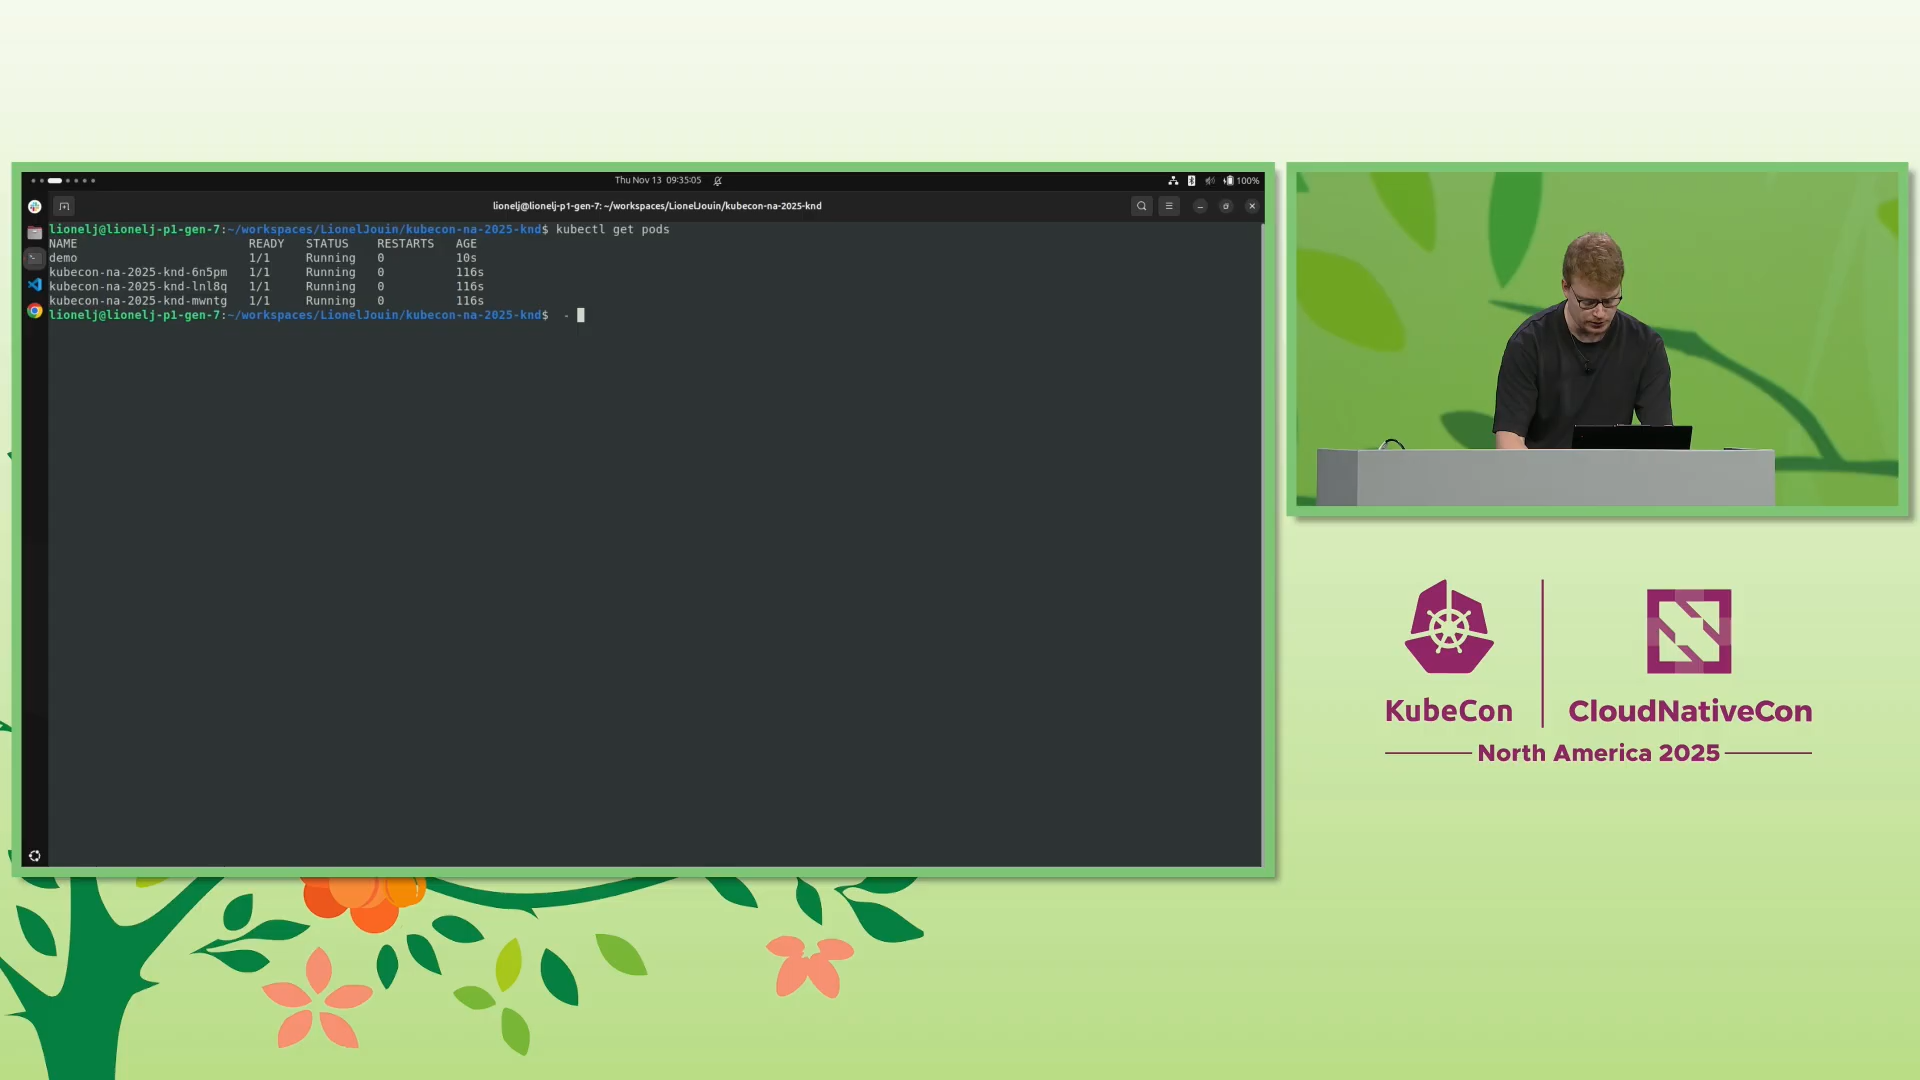 Thu Nov 13 09:35:05
100%
lionelj@lionelj-p1-gen-7: ~/workspaces/LionelJouin/kubecon-na-2025-knd
lionelj@lionelj-p1-gen-7:~/workspaces/LionelJouin/kubecon-na-2025-knd$ kubectl get pods
NAME READY STATUS RESTARTS AGE
demo 1/1 Running 0 10s
kubecon-na-2025-knd-6n5pm 1/1 Running 0 116s
kubecon-na-2025-knd-lnl8q 1/1 Running 0 116s
kubecon-na-2025-knd-mwntg 1/1 Running 0 116s
lionelj@lionelj-p1-gen-7:~/workspaces/LionelJouin/kubecon-na-2025-knd$ -
KubeCon
CloudNativeCon
North America 2025